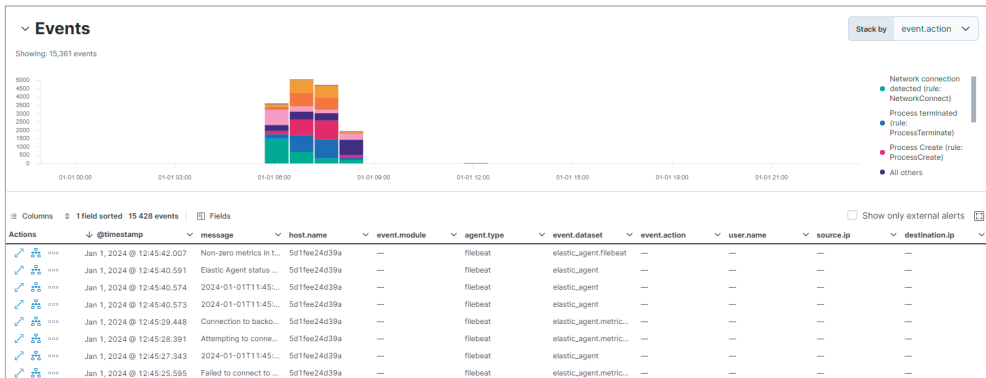 Events
Stack by event.action
Showing: 15,361 events
5000
4500
4000
3500
3000
2500
2000
1500
1000
500
0
01-01 00:00 01-01 03:00 01-01 06:00 01-01 09:00 01-01 12:00 01-01 15:00 01-01 18:00 01-01 21:00
Network connection
detected (rule:
NetworkConnect)
Process terminated
(rule:
ProcessTerminate)
Process Create (rule:
ProcessCreate)
All others
Columns 1 field sorted 15 428 events Fields
Show only external alerts
Actions @timestamp message host.name event.module agent.type event.dataset event.action user.name source.ip destination.ip
Jan 1, 2024 @ 12:45:42.007 Non-zero metrics in t... 5d1fee24d39a — filebeat elastic_agent.filebeat — — — —
Jan 1, 2024 @ 12:45:40.591 Elastic Agent status ... 5d1fee24d39a — filebeat elastic_agent — — — —
Jan 1, 2024 @ 12:45:40.574 2024-01-01T11:45:... 5d1fee24d39a — filebeat elastic_agent — — — —
Jan 1, 2024 @ 12:45:40.573 2024-01-01T11:45:... 5d1fee24d39a — filebeat elastic_agent — — — —
Jan 1, 2024 @ 12:45:29.448 Connection to backo... 5d1fee24d39a — filebeat elastic_agent.metric... — — — —
Jan 1, 2024 @ 12:45:28.391 Attempting to conne... 5d1fee24d39a — filebeat elastic_agent.metric... — — — —
Jan 1, 2024 @ 12:45:27.343 2024-01-01T11:45:... 5d1fee24d39a — filebeat elastic_agent — — — —
Jan 1, 2024 @ 12:45:25.595 Failed to connect to ... 5d1fee24d39a — filebeat elastic_agent.metric... — — — —